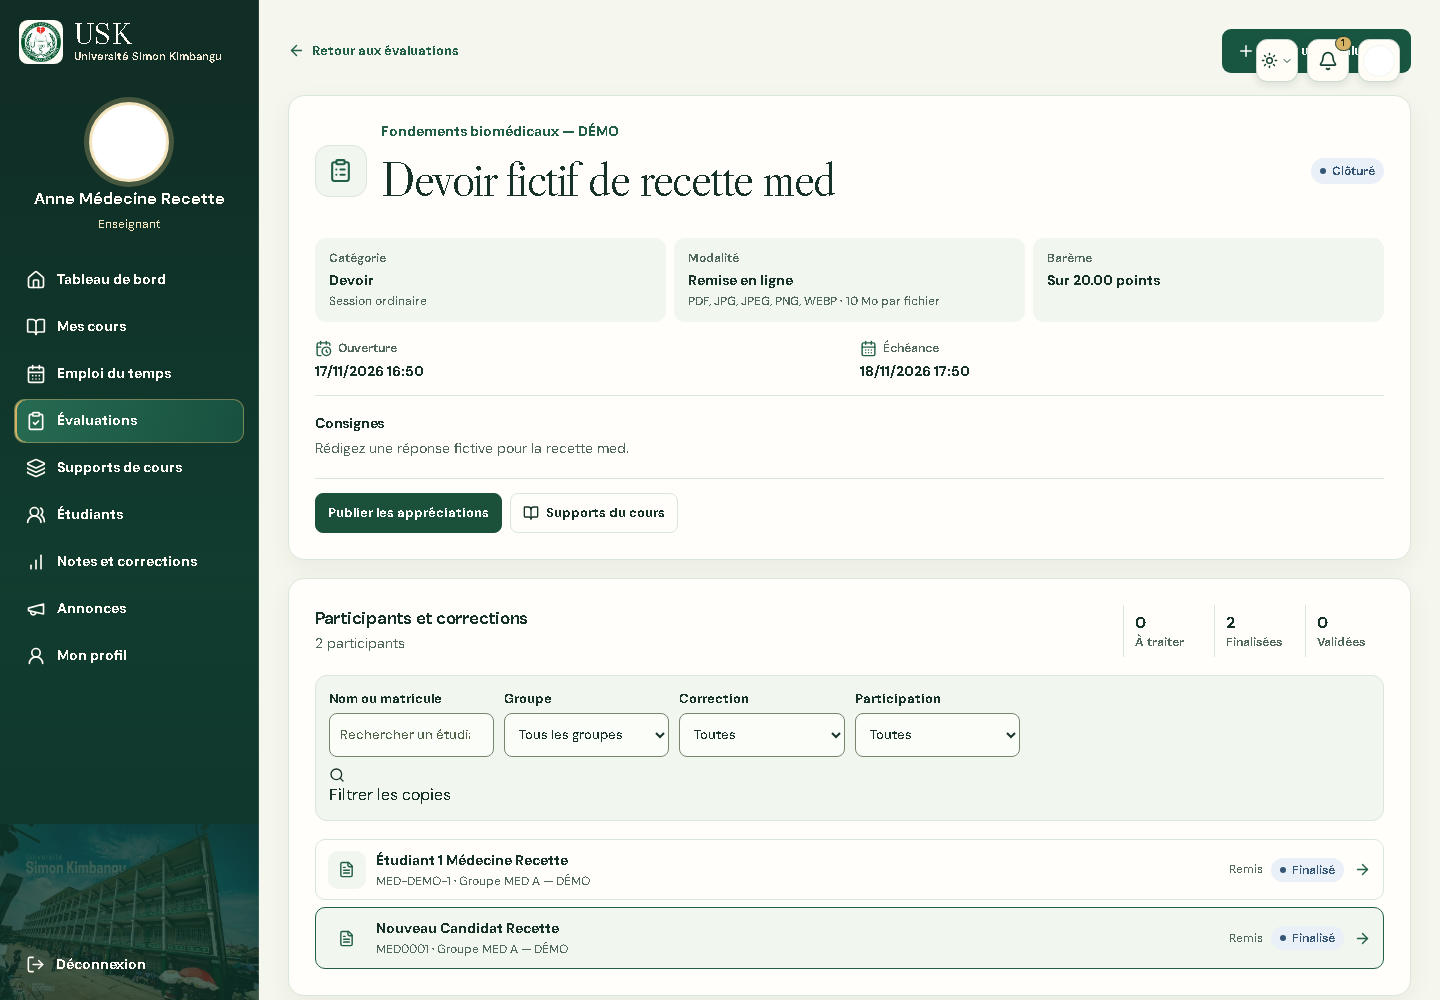 USK
Université Simon Kimbangu
Anne Médecine Recette
Enseignant
Tableau de bord
Mes cours
Emploi du temps
Évaluations
Supports de cours
Étudiants
Notes et corrections
Annonces
Mon profil
Simon Kimbangu
Déconnexion
Retour aux évaluations
1
Fondements biomédicaux — DÉMO
Devoir fictif de recette med
Clôturé
Catégorie
Devoir
Session ordinaire
Modalité
Remise en ligne
PDF, JPG, JPEG, PNG, WEBP · 10 Mo par fichier
Barème
Sur 20.00 points
Ouverture
17/11/2026 16:50
Échéance
18/11/2026 17:50
Consignes
Rédigez une réponse fictive pour la recette med.
Publier les appréciations
Supports du cours
Participants et corrections
2 participants
0
À traiter
2
Finalisées
0
Validées
Nom ou matricule
Groupe
Correction
Participation
Rechercher un étudi
Tous les groupes
Toutes
Toutes
Filtrer les copies
Étudiant 1 Médecine Recette
MED-DEMO-1 · Groupe MED A — DÉMO
Remis
Finalisé
Nouveau Candidat Recette
MED0001 · Groupe MED A — DÉMO
Remis
Finalisé